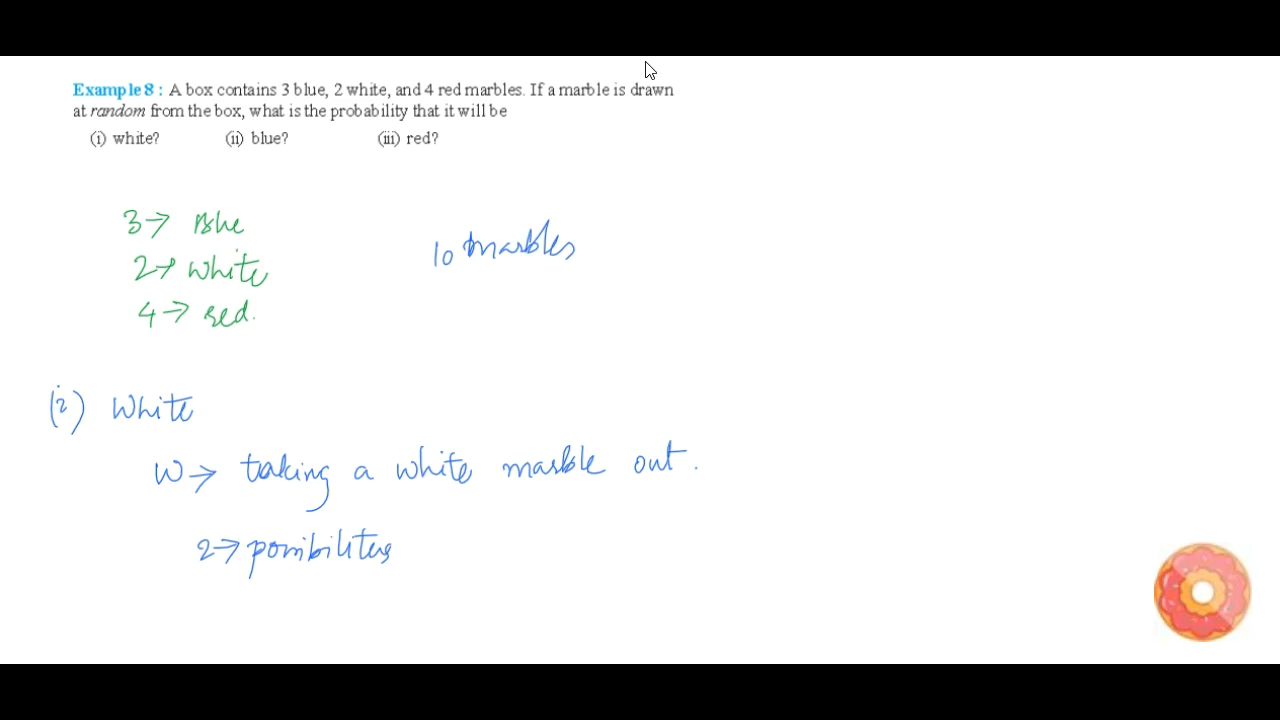 Example 8 : A box contains 3 blue, 2 white, and 4 red marbles. If a marble is drawn
at random from the box, what is the probability that it will be
(i) white? (ii) blue? (iii) red?
3 → Blue
2 → white
4 → red.
10 marbles
(i) White
W → taking a white marble out.
2 → possibilities